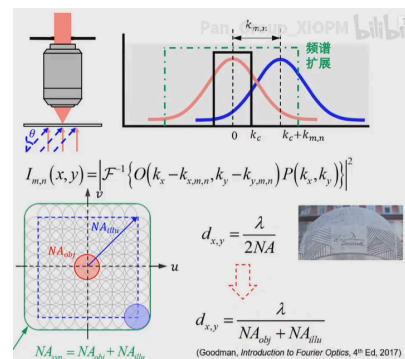 Pan_Group_XIOPM bilibili
k_{m,n}
频谱
扩展
θ
0 k_c k_c+k_{m,n}
I_{m,n}(x,y)=|ℱ^{-1}{O(k_x-k_{x,m,n},k_y-k_{y,m,n})P(k_x,k_y)}|^2
v
NA_{illu}
NA_{obj}
u
d_{x,y}=λ/2NA
d_{x,y}=λ/NA_{obj}+NA_{illu}
NA_{syn}=NA_{obj}+NA_{illu}
(Goodman, Introduction to Fourier Optics, 4th Ed, 2017)